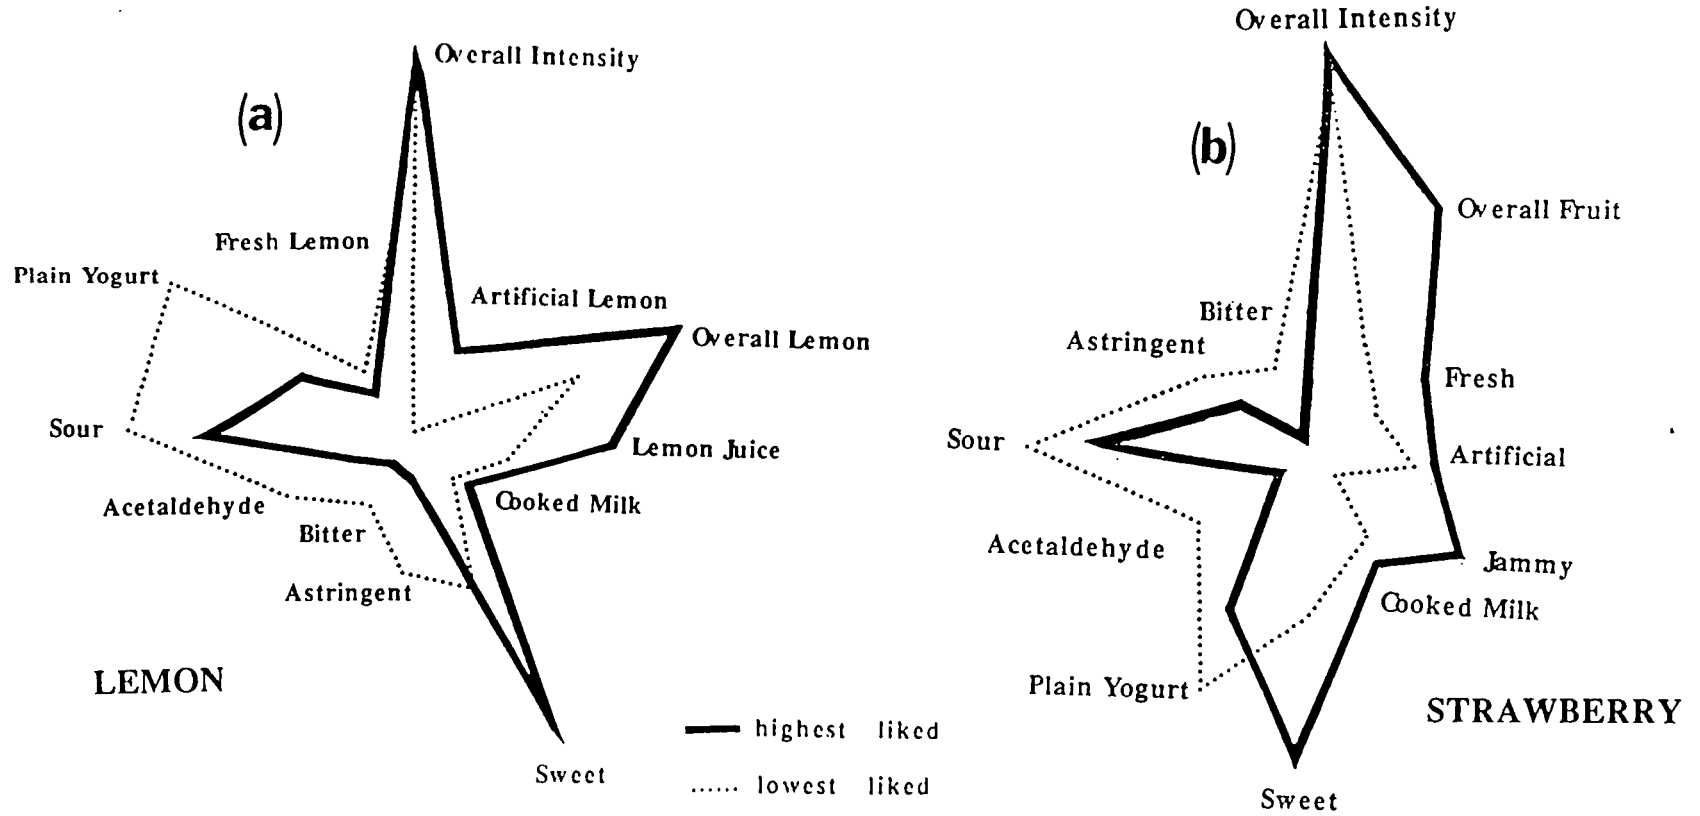 Overall Intensity
(a)
Fresh Lemon
Plain Yogurt
Artificial Lemon
Overall Lemon
Sour
Lemon Juice
Acetaldehyde
Cooked Milk
Bitter
Astringent
LEMON
Sweet
highest liked
lowest liked
Overall Intensity
(b)
Overall Fruit
Bitter
Astringent
Fresh
Sour
Artificial
Acetaldehyde
Jammy
Cooked Milk
Plain Yogurt
STRAWBERRY
Sweet